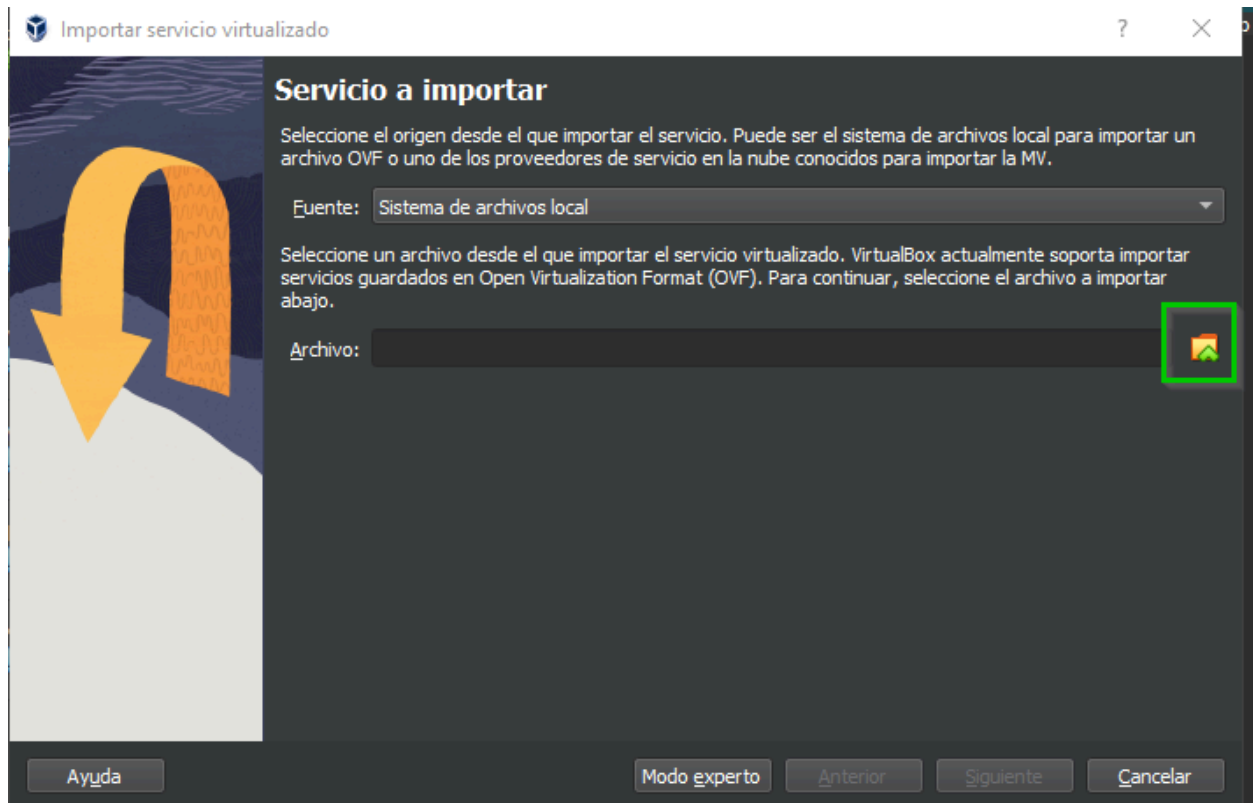 Importar servicio virtualizado
Servicio a importar
Seleccione el origen desde el que importar el servicio. Puede ser el sistema de archivos local para importar un
archivo OVF o uno de los proveedores de servicio en la nube conocidos para importar la MV.
Fuente: Sistema de archivos local
Seleccione un archivo desde el que importar el servicio virtualizado. VirtualBox actualmente soporta importar
servicios guardados en Open Virtualization Format (OVF). Para continuar, seleccione el archivo a importar
abajo.
Archivo:
Ayuda Modo experto Anterior Siguiente Cancelar